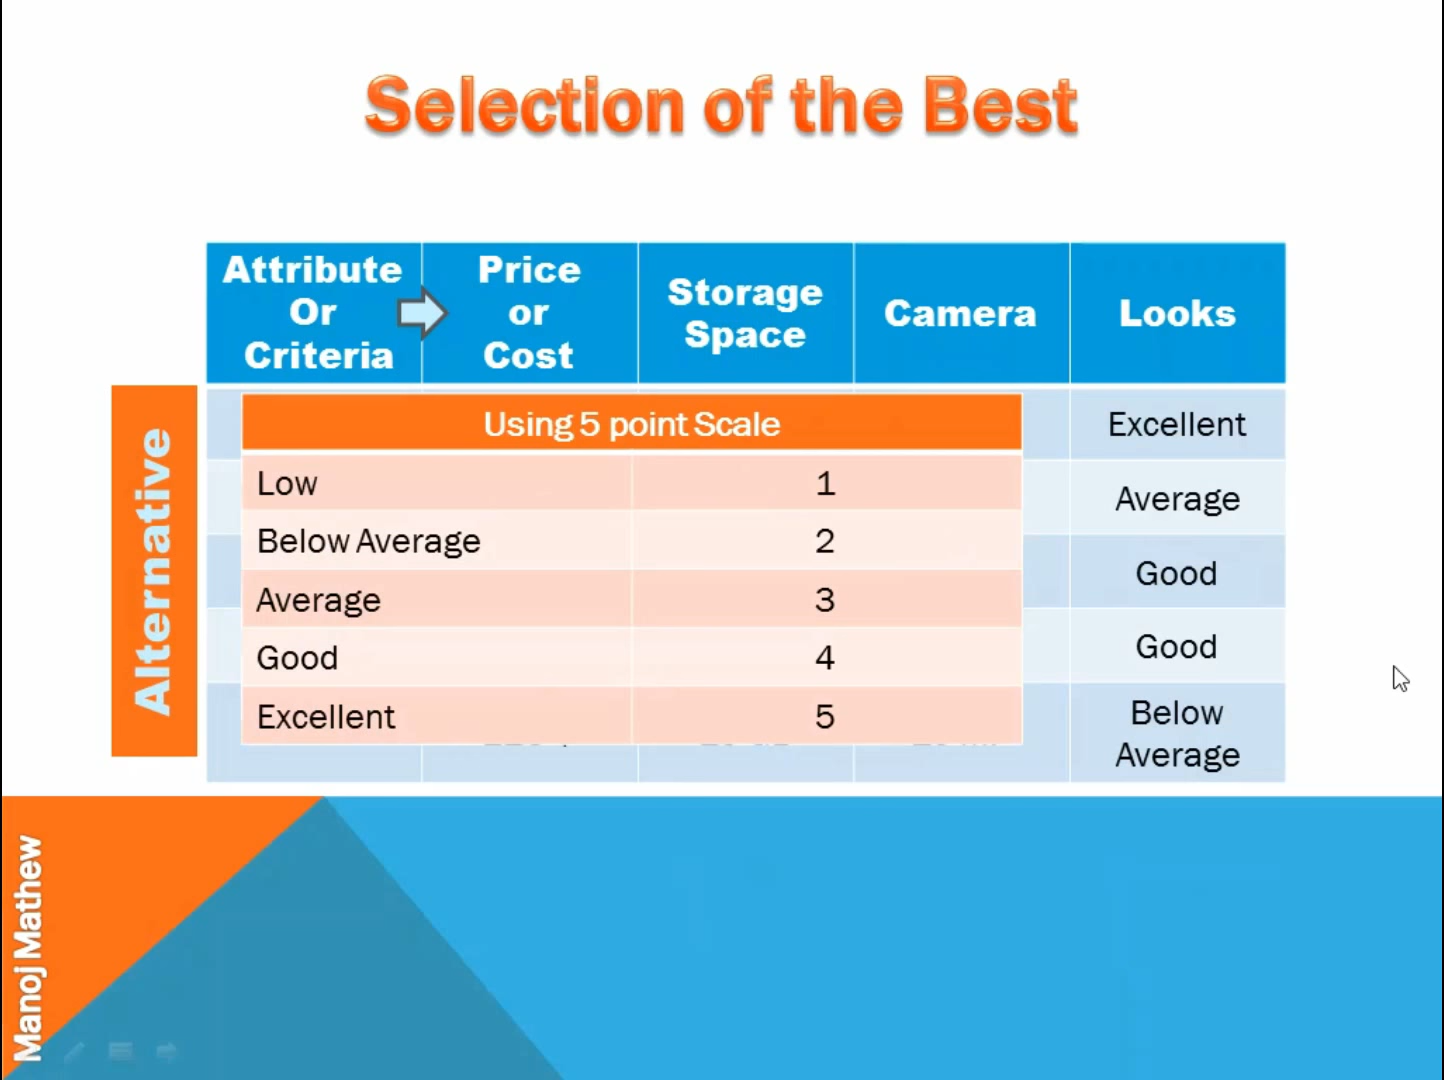 Selection of the Best
Attribute
Or
Criteria
Price
or
Cost
Storage
Space
Camera
Looks
Alternative
Using 5 point Scale
Low 1
Below Average 2
Average 3
Good 4
Excellent 5
Excellent
Average
Good
Good
Below
Average
Manoj Mathew